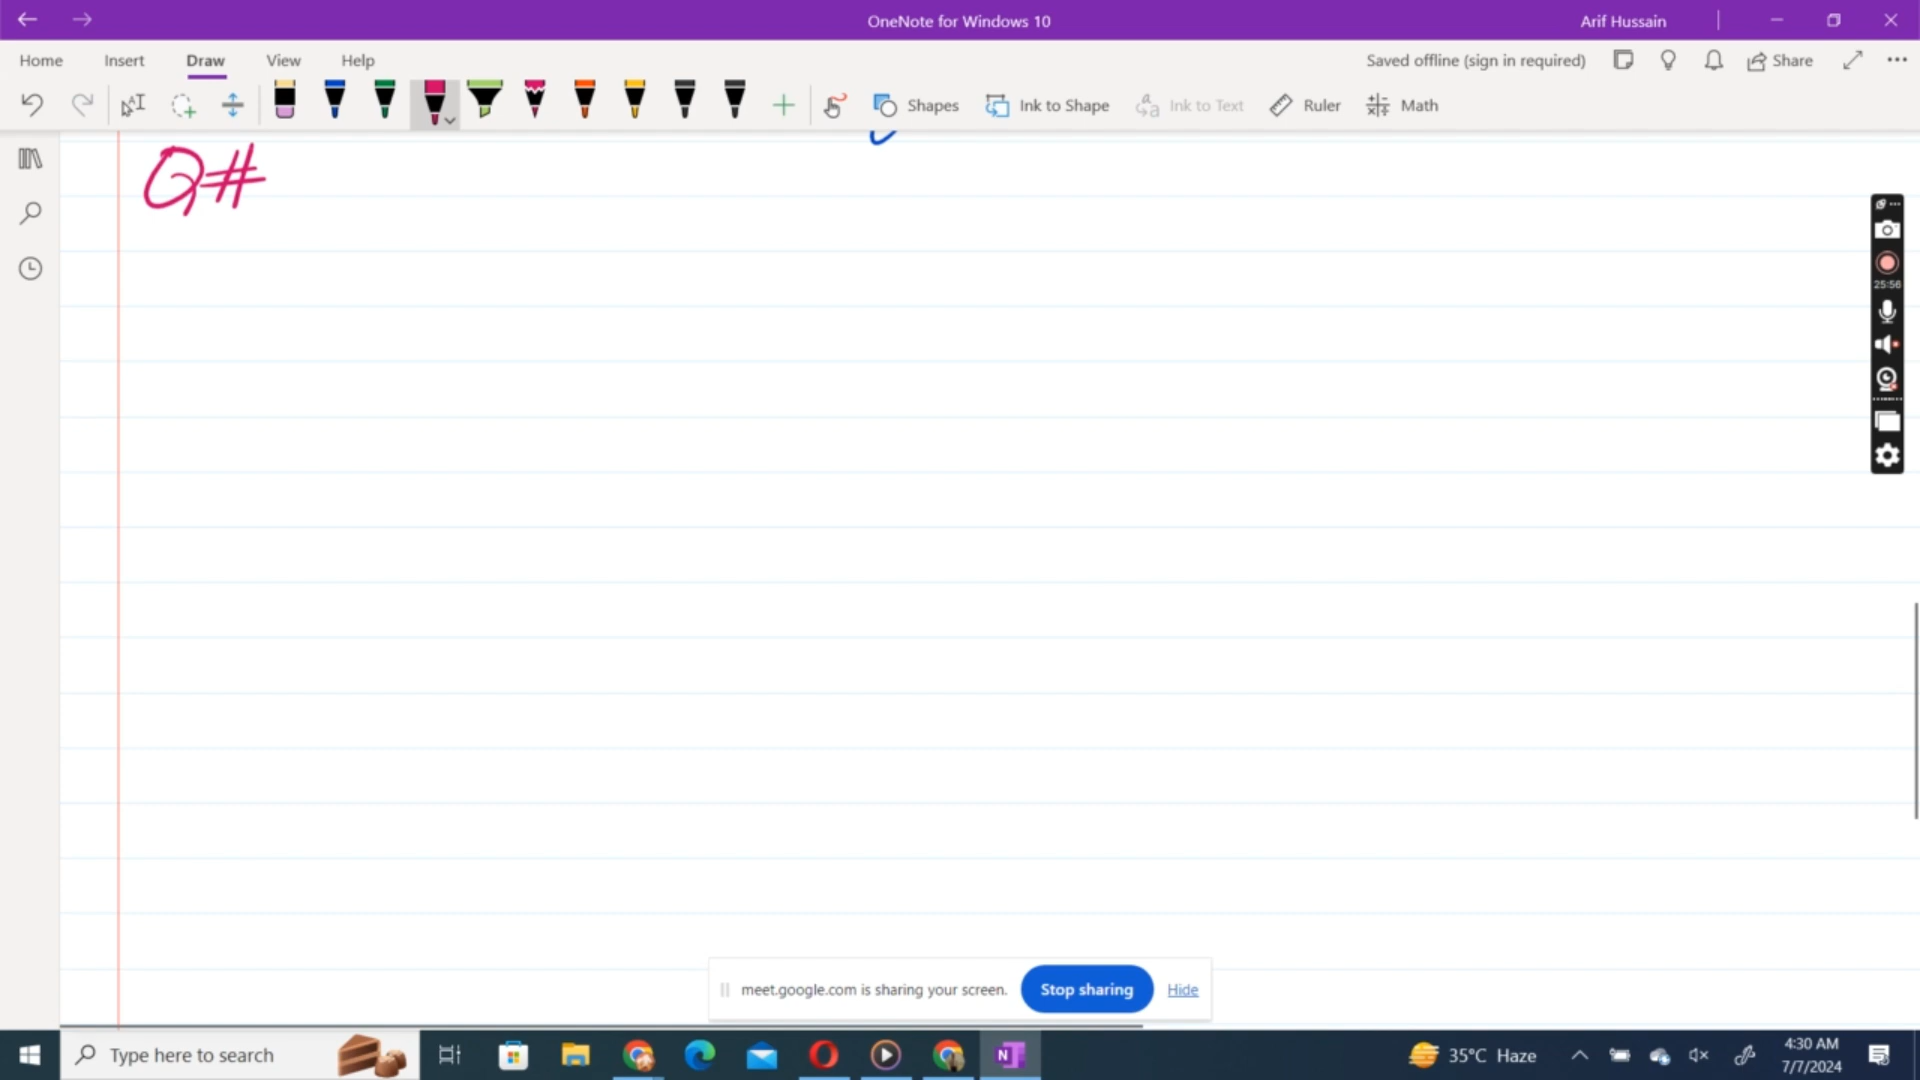 OneNote for Windows 10
Arif Hussain
Home Insert Draw View Help
Saved offline (sign in required)
Share
Shapes
Ink to Shape
Ink to Text
Ruler
Math
Q#
25:56
meet.google.com is sharing your screen.
Stop sharing
Hide
Type here to search
35°C Haze
4:30 AM
7/7/2024